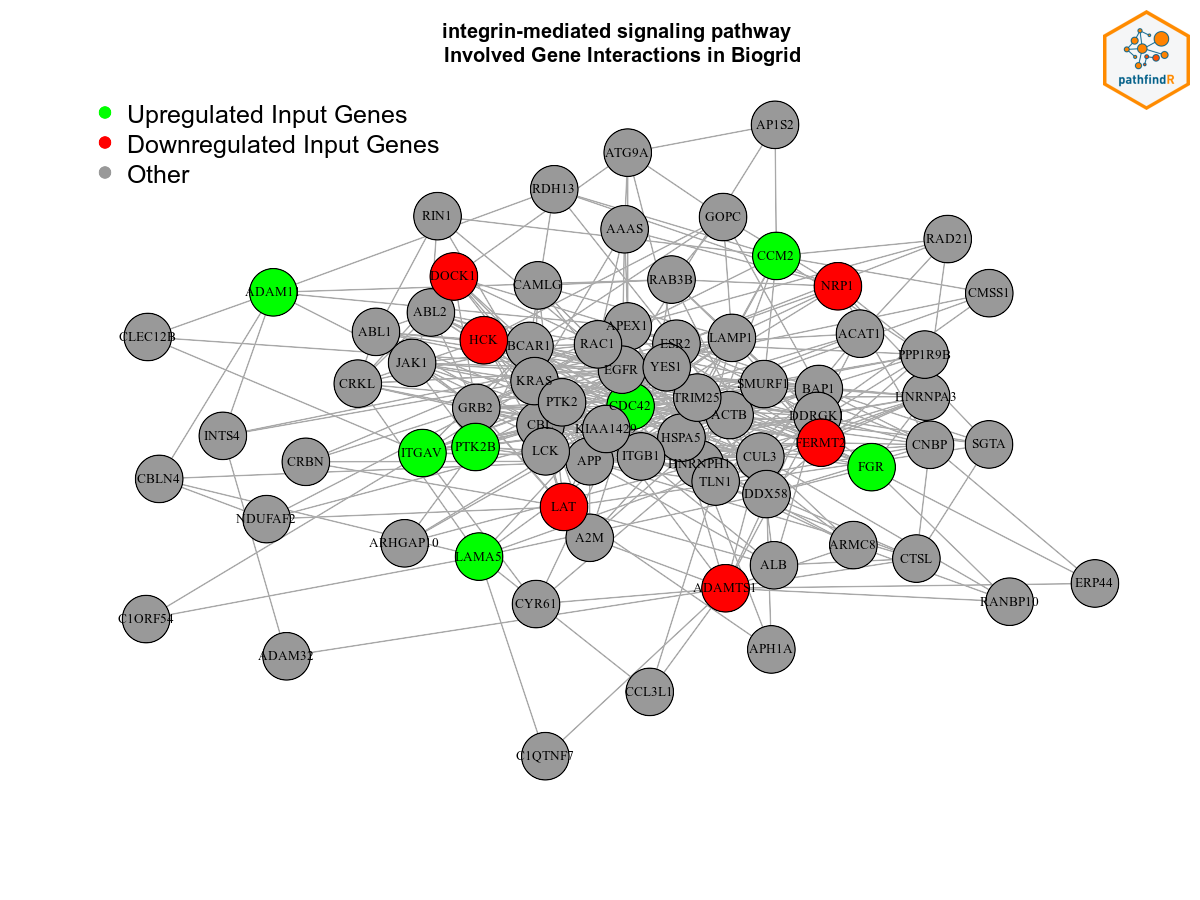 integrin-mediated signaling pathway
Involved Gene Interactions in Biogrid
pathfindR
Upregulated Input Genes
Downregulated Input Genes
Other
AP1S2
ATG9A
RDH13
RIN1
GOPC
AAAS
RAD21
CCM2
DOCK1
RAB3B
CAMLG
NRP1
ADAM11
CMSS1
ABL2
APEX1
ABL1
ACAT1
CLEC12B
LAMP1
HCK
BCAR1
RAC1
ESR2
PPP1R9B
JAK1
EGFR
YES1
CRKL
KRAS
SMURF1
BAP1
HNRNPA3
PTK2
TRIM25
GRB2
CDC42
ACTB
DDRGK
CBL
KIAA1429
INTS4
HSPA5
FERMT2
CNBP
SGTA
PTK2B
ITGAV
LCK
ITGB1
CUL3
CRBN
APP
HNRNPH1
FGR
CBLN4
TLN1
DDX58
LAT
NDUFAF2
A2M
ARHGAP10
ARMC8
LAMA5
CTSL
ALB
ERP44
ADAMTS1
RANBP10
CYR61
C1ORF54
APH1A
ADAM32
CCL3L1
C1QTNF7